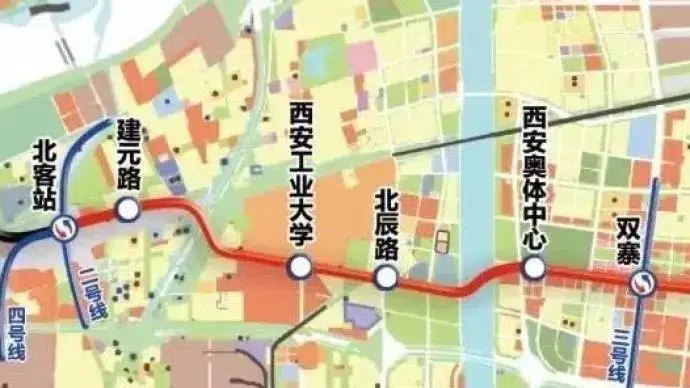 北客站
建元路
西安工业大学
北辰路
西安奥体中心
双寨
四号线
二号线
三号线